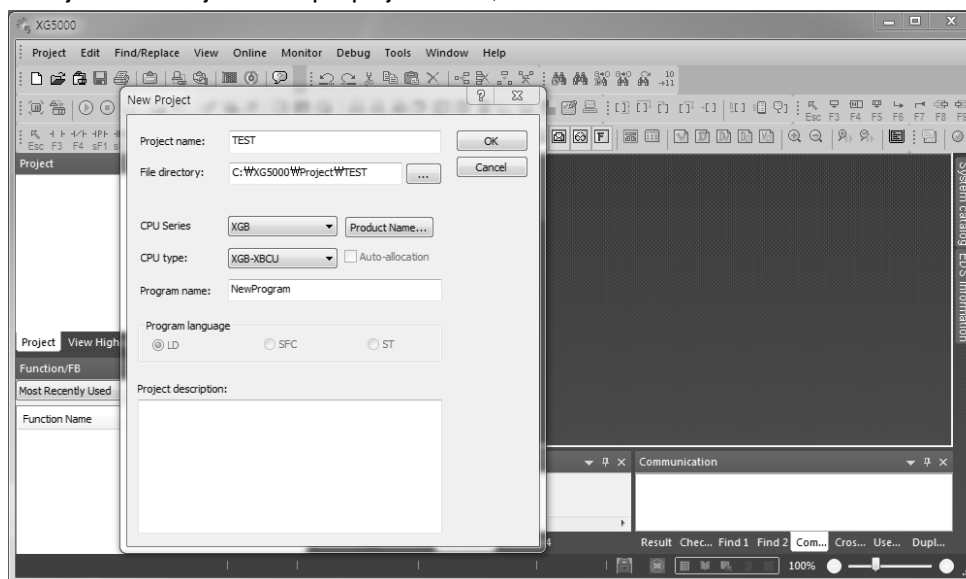 XG5000
Project Edit Find/Replace View Online Monitor Debug Tools Window Help
New Project
Project name: TEST OK
File directory: C:₩XG5000₩Project₩TEST ... Cancel
CPU Series XGB Product Name...
CPU type: XGB-XBCU Auto-allocation
Program name: NewProgram
Program language
LD SFC ST
Project description:
Esc F3 F4 F5 F6 F7 F8
Esc F3 F4 sF1
Project
Project View High
Function/FB
Most Recently Used
Function Name
System Catalog EDS Information
Communication
Result Chec... Find 1 Find 2 Com... Cros... Use... Dupl...
100%